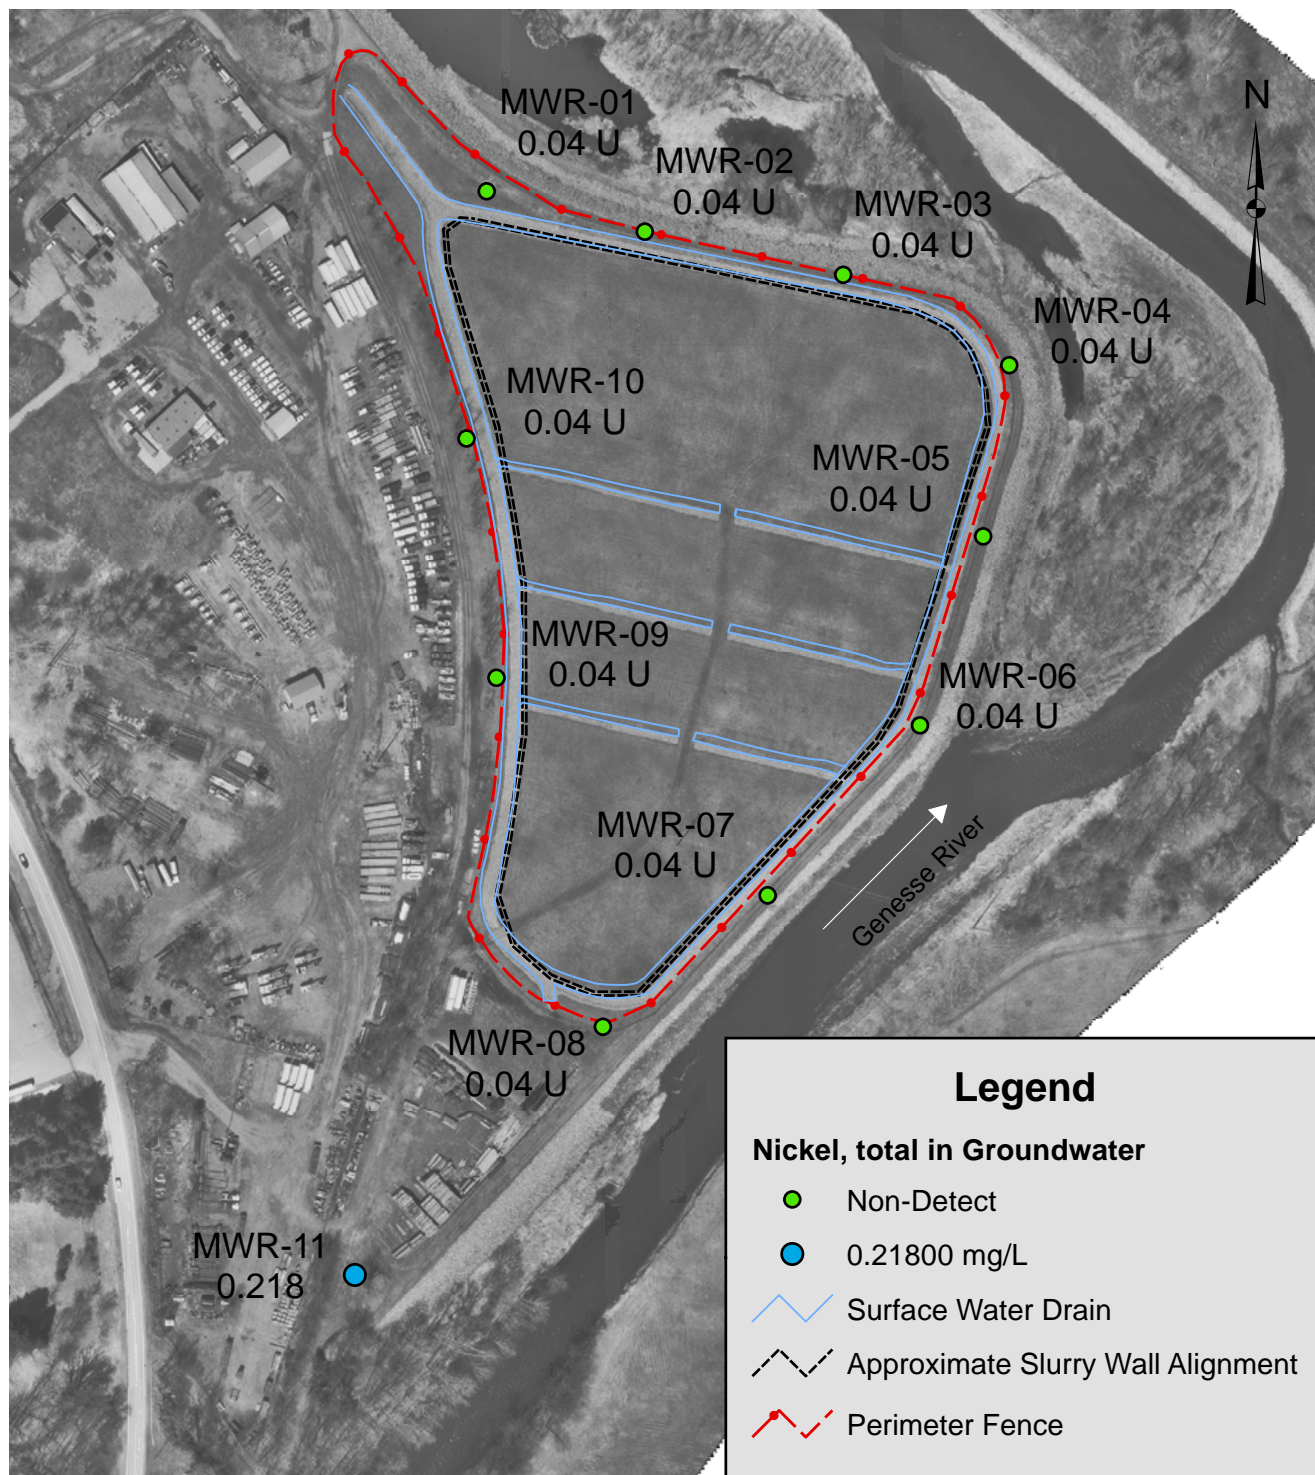 N
MWR-01
0.04 U
MWR-02
0.04 U
MWR-03
0.04 U
MWR-04
0.04 U
MWR-10
0.04 U
MWR-05
0.04 U
MWR-09
0.04 U
MWR-06
0.04 U
MWR-07
0.04 U
Genesse River
MWR-08
0.04 U
MWR-11
0.218
Legend
Nickel, total in Groundwater
Non-Detect
0.21800 mg/L
Surface Water Drain
Approximate Slurry Wall Alignment
Perimeter Fence